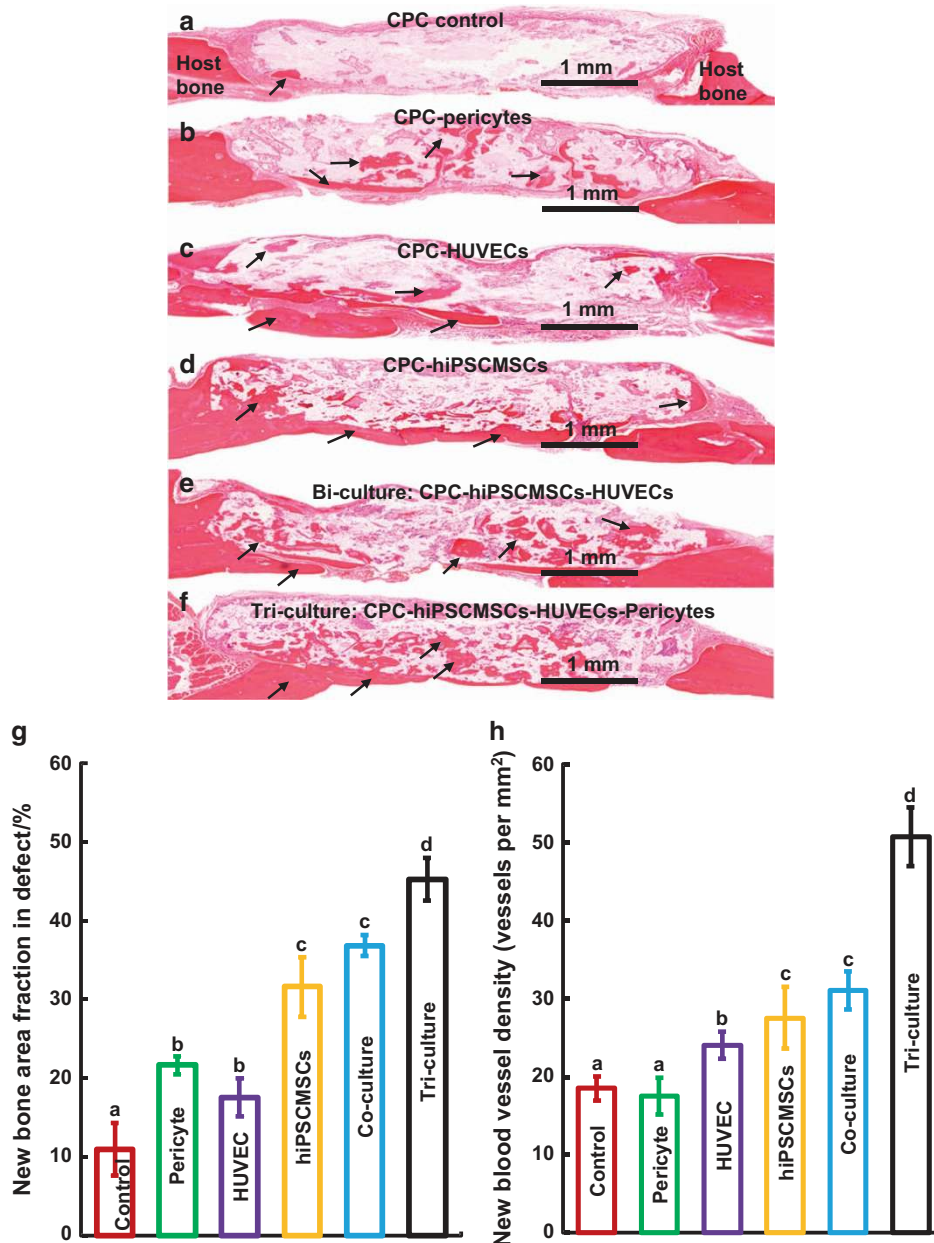 a
CPC control
Host
bone
1 mm
Host
bone
b
CPC-pericytes
1 mm
c
CPC-HUVECs
1 mm
d
CPC-hiPSCMSCs
1 mm
e
Bi-culture: CPC-hiPSCMSCs-HUVECs
1 mm
f
Tri-culture: CPC-hiPSCMSCs-HUVECs-Pericytes
1 mm
g
New bone area fraction in defect/%
60
50
40
30
20
10
0
a
Control
b
Pericyte
b
HUVEC
c
hiPSCMSCs
c
Co-culture
d
Tri-culture
h
New blood vessel density (vessels per mm²)
60
50
40
30
20
10
0
a
Control
a
Pericyte
b
HUVEC
c
hiPSCMSCs
c
Co-culture
d
Tri-culture